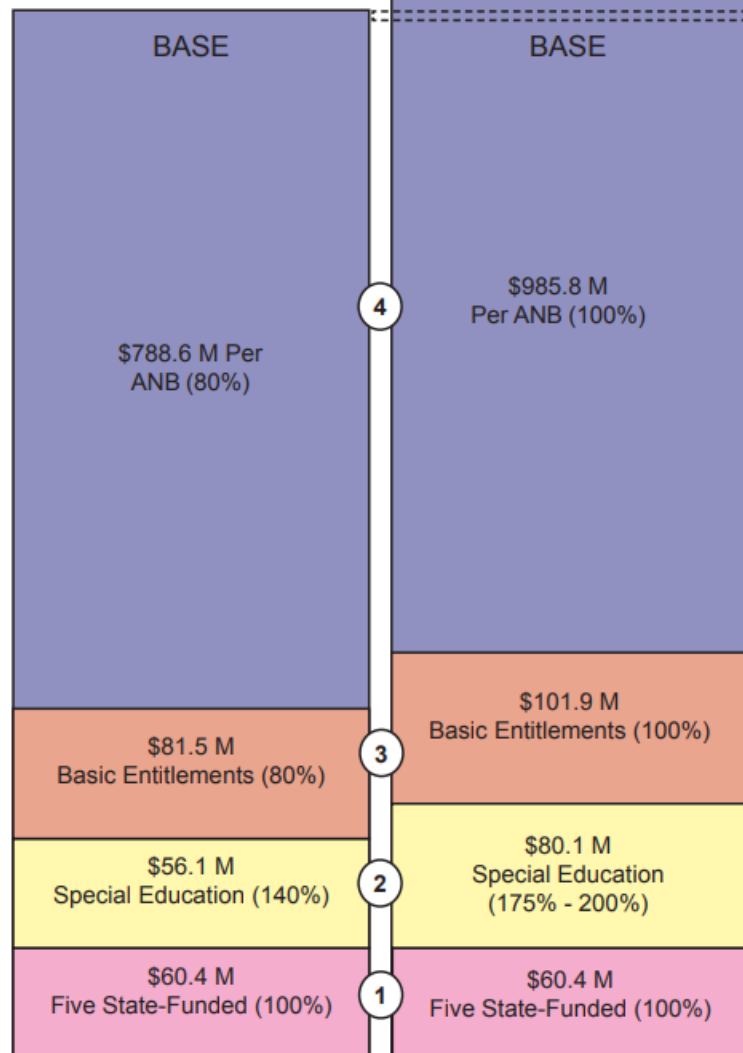 BASE
BASE
$985.8 M
Per ANB (100%)
4
$788.6 M Per
ANB (80%)
$101.9 M
Basic Entitlements (100%)
3
$81.5 M
Basic Entitlements (80%)
$80.1 M
Special Education
(175% - 200%)
2
$56.1 M
Special Education (140%)
$60.4 M
Five State-Funded (100%)
1
$60.4 M
Five State-Funded (100%)